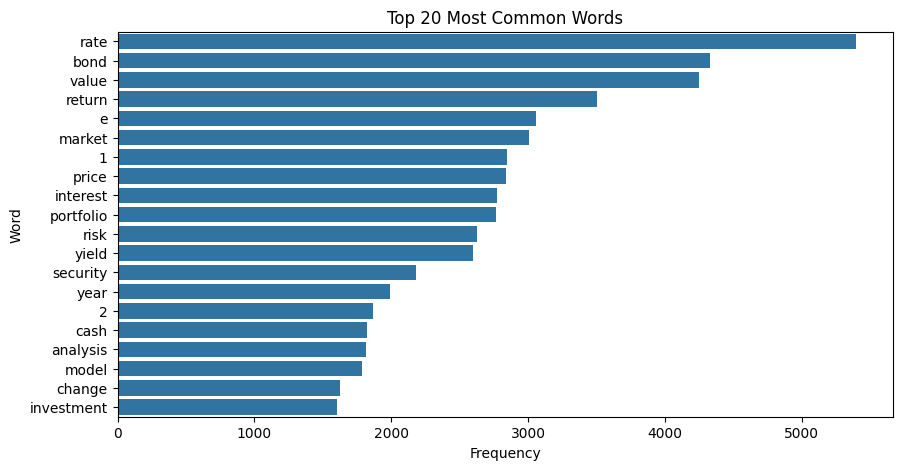 Top 20 Most Common Words
Word
rate
bond
value
return
e
market
1
price
interest
portfolio
risk
yield
security
year
2
cash
analysis
model
change
investment
0 1000 2000 3000 4000 5000
Frequency